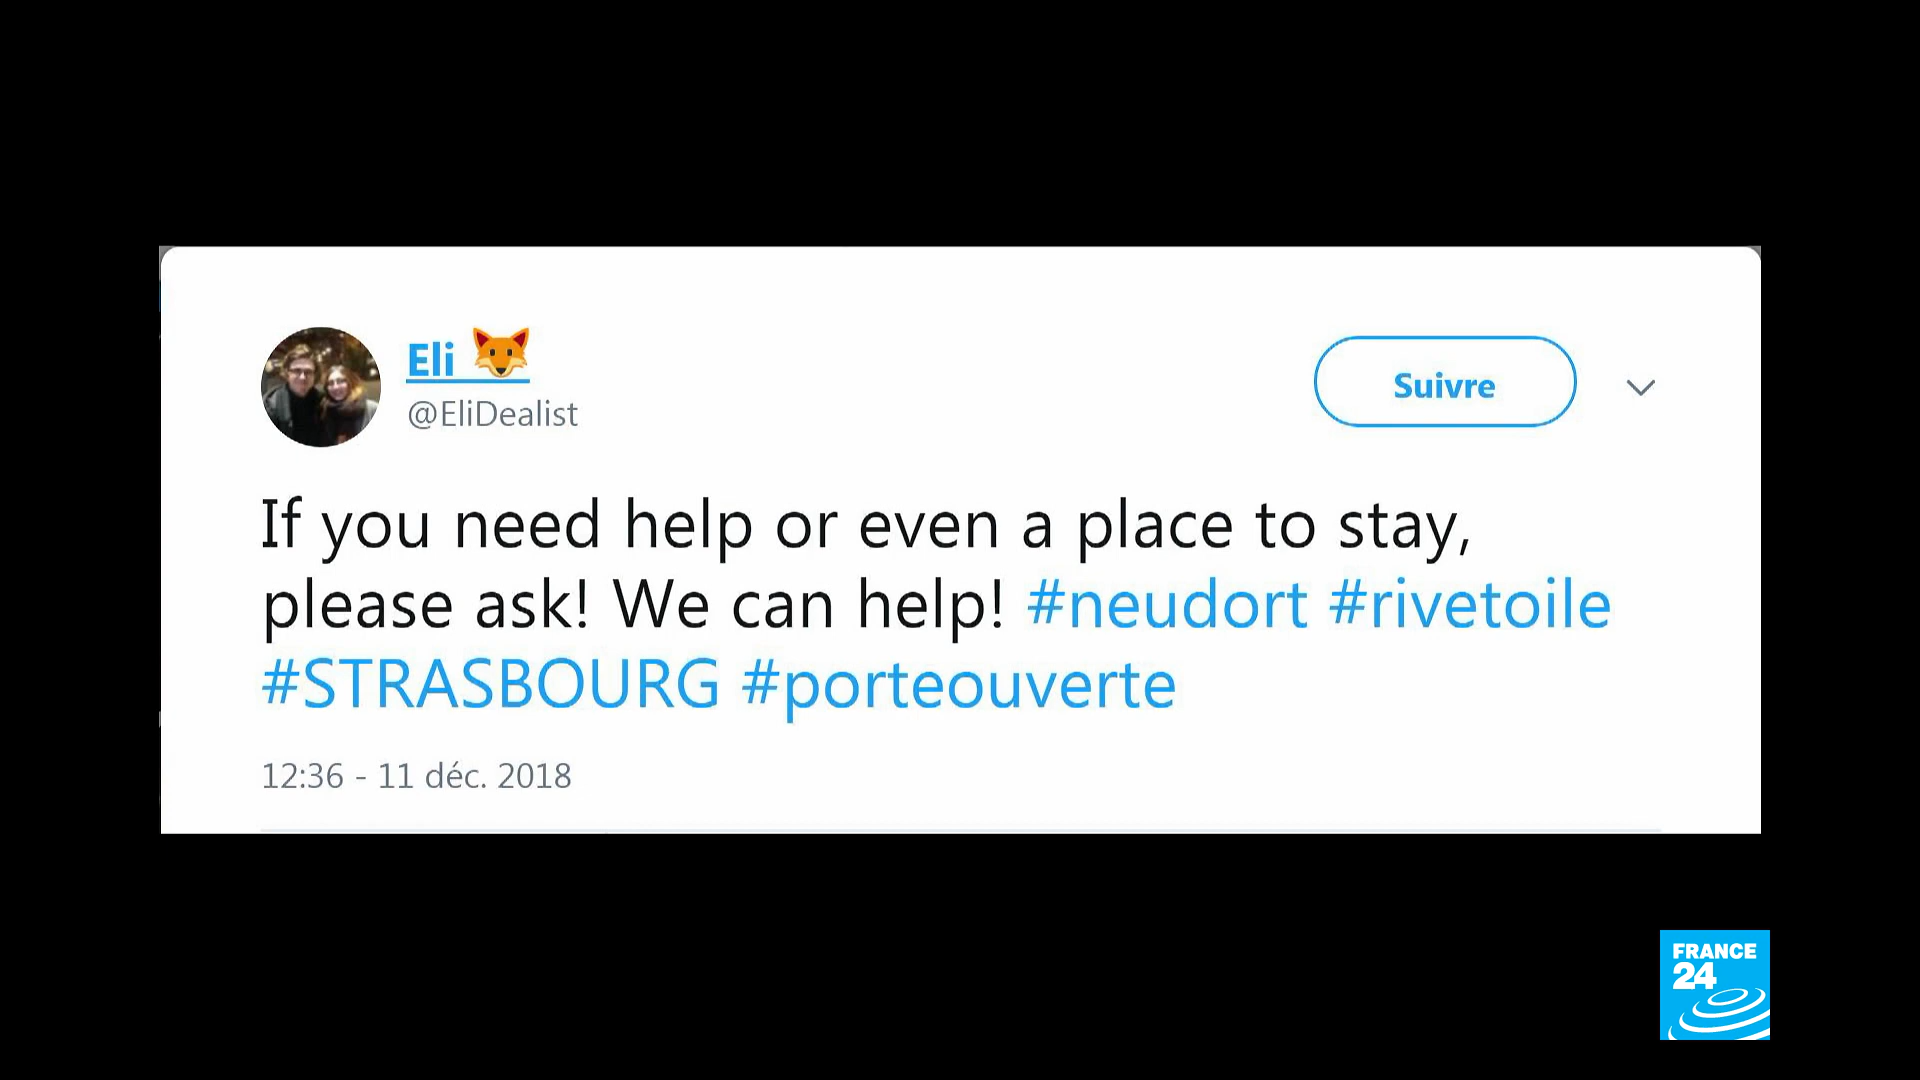 Eli 🦊
@EliDealist
Suivre
If you need help or even a place to stay,
please ask! We can help! #neudort #rivetoile
#STRASBOURG #porteouverte
12:36 - 11 déc. 2018
FRANCE
24